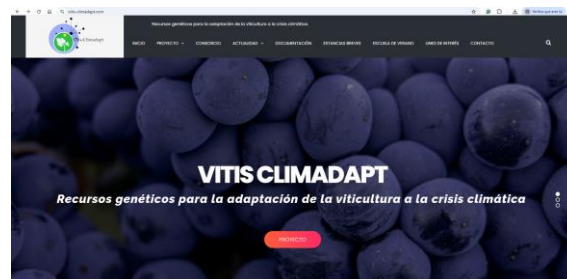 vitis-climadapt.com
Recursos genéticos para la adaptación de la viticultura a la crisis climática.
Vitis Climadapt
INICIO PROYECTO CONSORCIO ACTUALIDAD DOCUMENTACIÓN ESTANCIAS BREVES ESCUELA DE VERANO LINKS DE INTERÉS CONTACTO
VITIS CLIMADAPT
Recursos genéticos para la adaptación de la viticultura a la crisis climática
PROYECTO